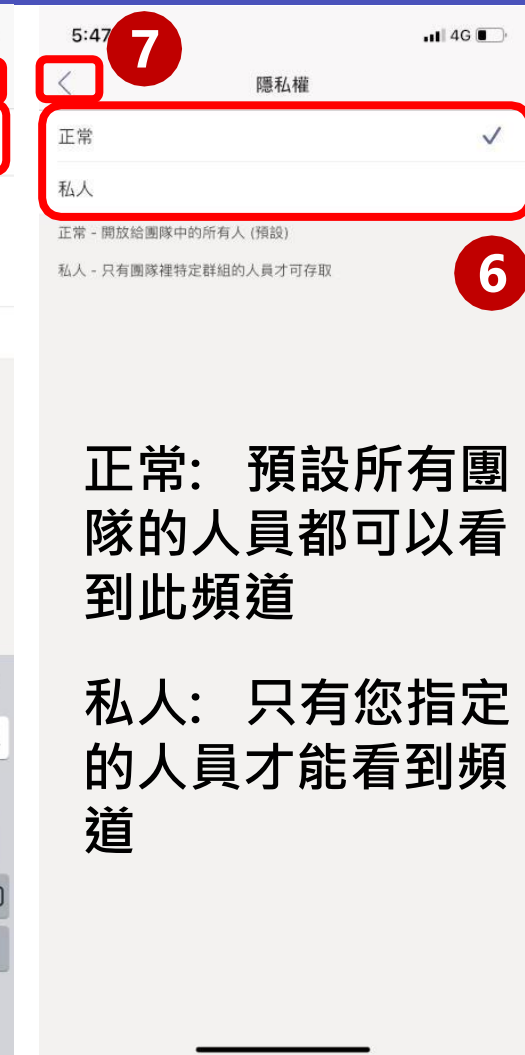 5:47
7
4G
隱私權
正常
私人
正常 - 開放給團隊中的所有人 (預設)
私人 - 只有團隊裡特定群組的人員才可存取
6
正常: 預設所有團
隊的人員都可以看
到此頻道
私人: 只有您指定
的人員才能看到頻
道